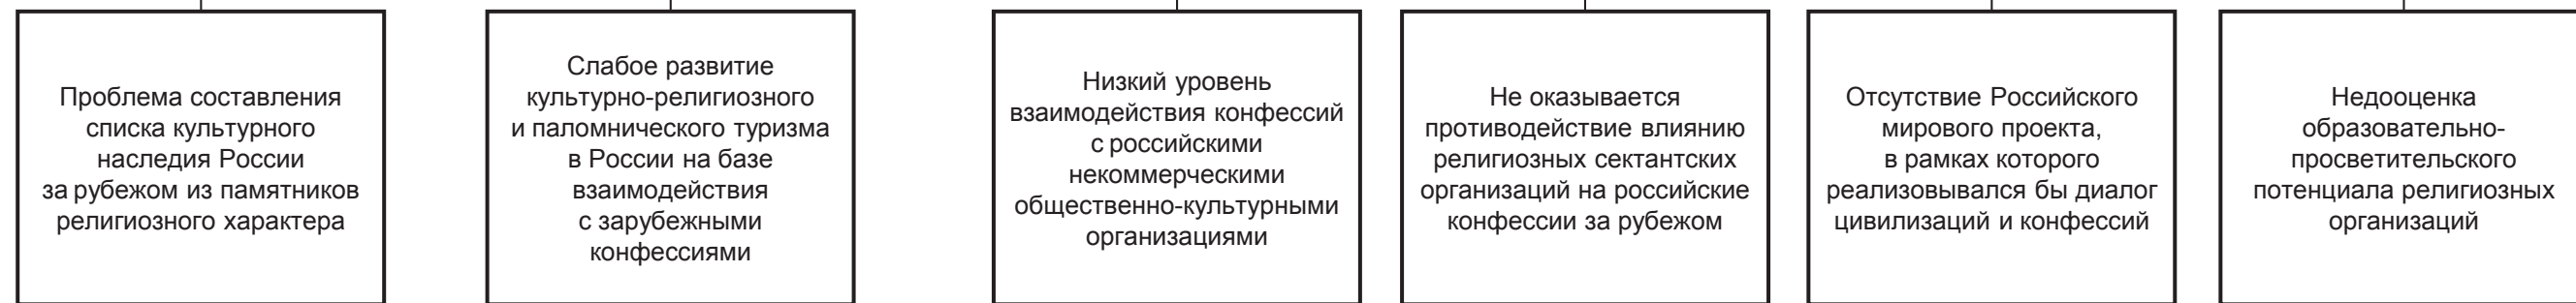 Проблема составления
списка культурного
наследия России
за рубежом из памятников
религиозного характера
Слабое развитие
культурно-религиозного
и паломнического туризма
в России на базе
взаимодействия
с зарубежными
конфессиями
Низкий уровень
взаимодействия конфессий
с российскими
некоммерческими
общественно-культурными
организациями
Не оказывается
противодействие влиянию
религиозных сектантских
организаций на российские
конфессии за рубежом
Отсутствие Российского
мирового проекта,
в рамках которого
реализовывался бы диалог
цивилизаций и конфессий
Недооценка
образовательно-
просветительского
потенциала религиозных
организаций